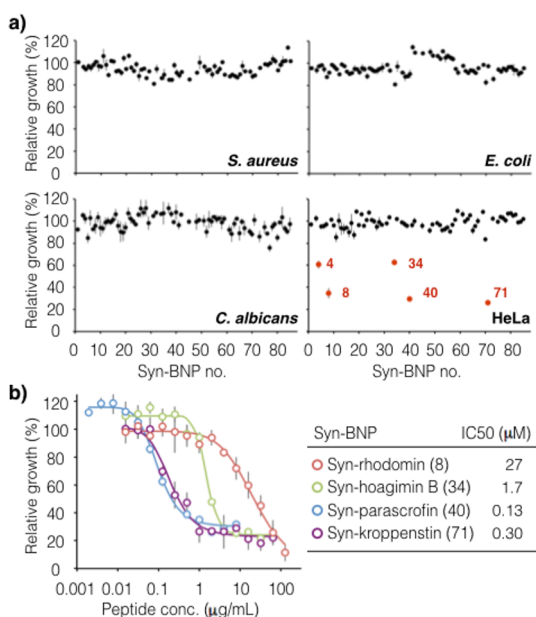 a)
Relative growth (%)
120
100
80
60
40
20
0
S. aureus
E. coli
Relative growth (%)
120
100
80
60
40
20
0
C. albicans
4
34
8
40
71
HeLa
0 10 20 30 40 50 60 70 80
0 10 20 30 40 50 60 70 80
Syn-BNP no.
Syn-BNP no.
b)
Relative growth (%)
120
100
80
60
40
20
0
0.001 0.01 0.1 1 10 100
Peptide conc. (μg/mL)
Syn-BNP IC50 (μM)
Syn-rhodomin (8) 27
Syn-hoagimin B (34) 1.7
Syn-parascrofin (40) 0.13
Syn-kroppenstin (71) 0.30